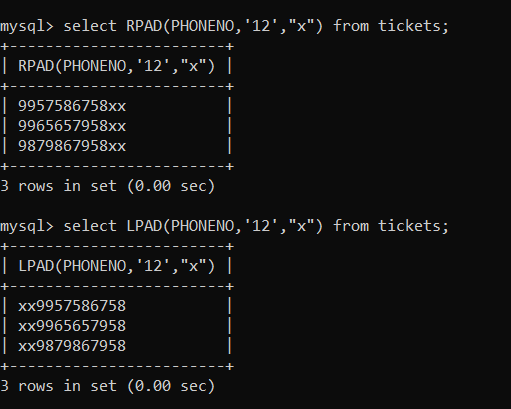 mysql> select RPAD(PHONENO,'12',"x") from tickets;
+------------------------+
| RPAD(PHONENO,'12',"x") |
+------------------------+
| 9957586758xx           |
| 9965657958xx           |
| 9879867958xx           |
+------------------------+
3 rows in set (0.00 sec)
mysql> select LPAD(PHONENO,'12',"x") from tickets;
+------------------------+
| LPAD(PHONENO,'12',"x") |
+------------------------+
| xx9957586758           |
| xx9965657958           |
| xx9879867958           |
+------------------------+
3 rows in set (0.00 sec)